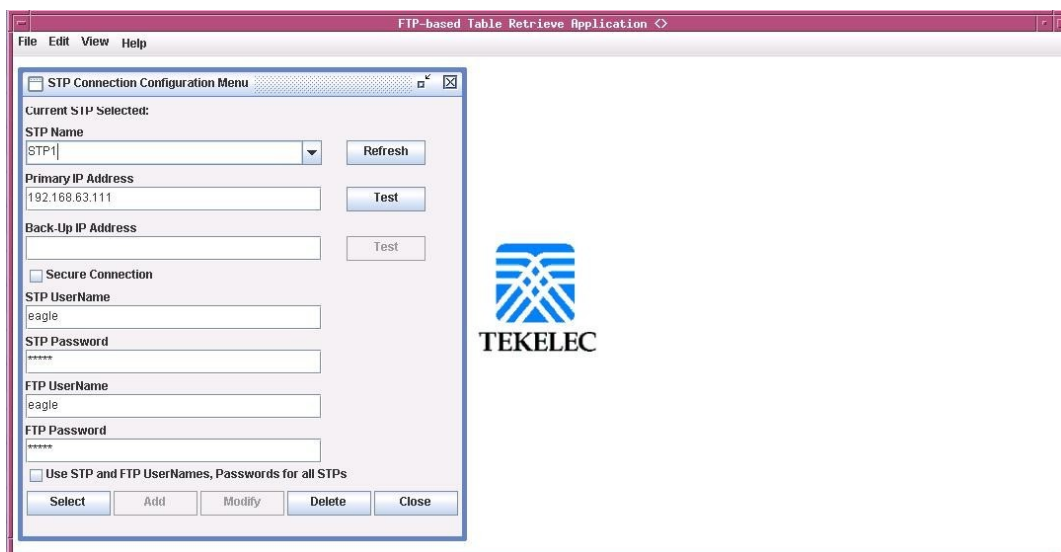 FTP-based Table Retrieve Application <>
File Edit View Help
STP Connection Configuration Menu
Current STP Selected:
STP Name
STP1
Refresh
Primary IP Address
192.168.63.111
Test
Back-Up IP Address
Test
Secure Connection
STP UserName
eagle
STP Password
*****
FTP UserName
eagle
FTP Password
*****
Use STP and FTP UserNames, Passwords for all STPs
Select Add Modify Delete Close
TEKELEC